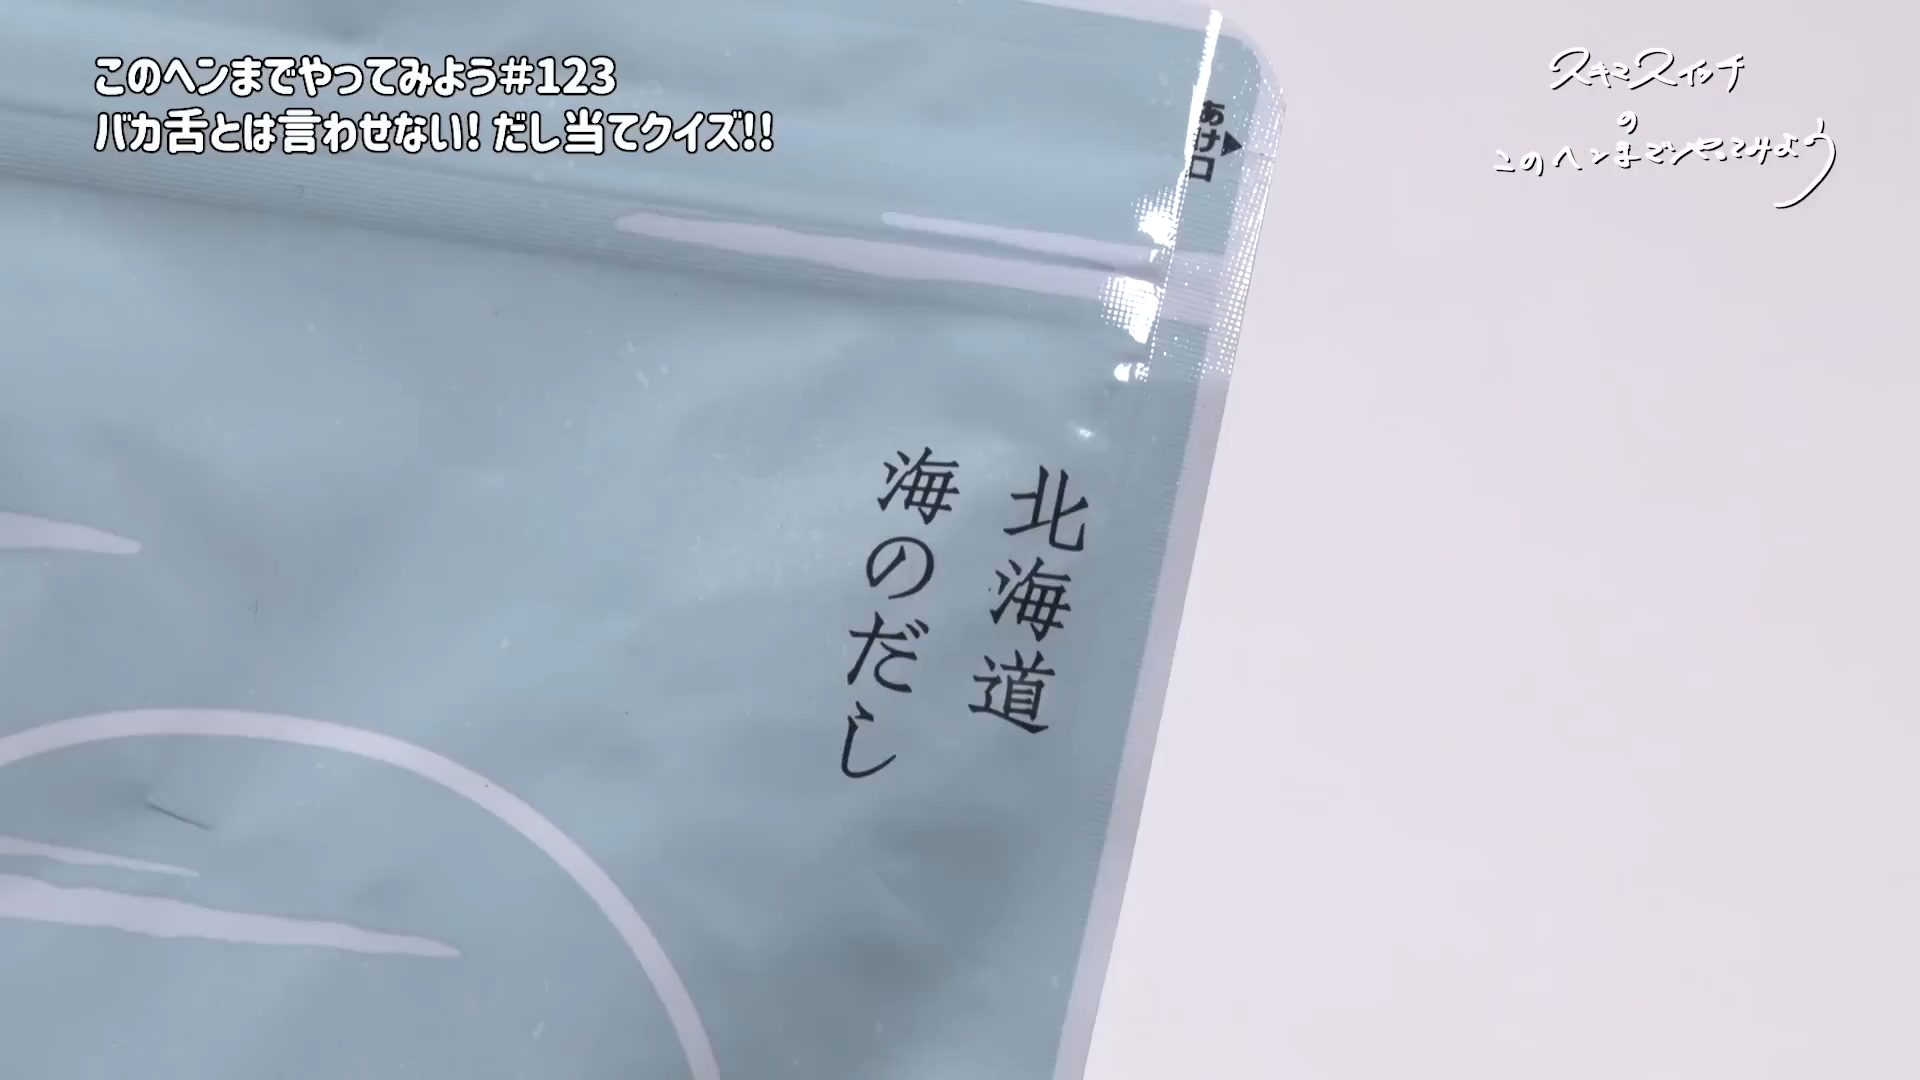 このヘンまでやってみよう#123
バカ舌とは言わせない! だし当てクイズ!!
スキマスイッチ
の
このヘンまでやってみよう
あけ口
北海道
海のだし